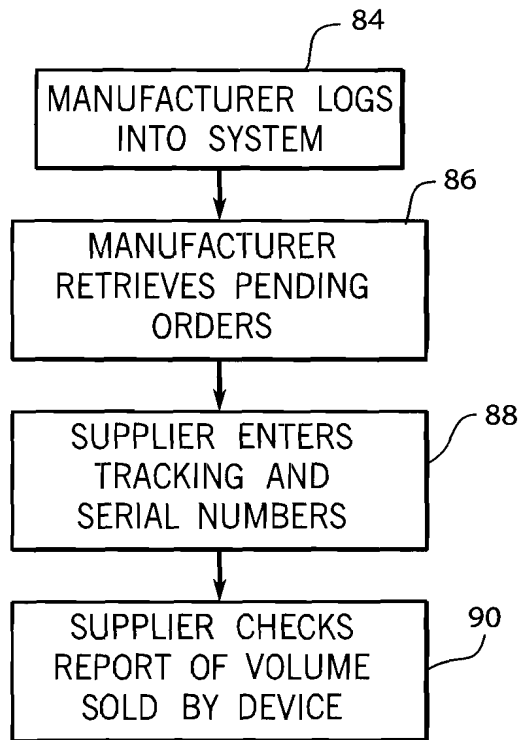 84
MANUFACTURER LOGS
INTO SYSTEM
86
MANUFACTURER
RETRIEVES PENDING
ORDERS
88
SUPPLIER ENTERS
TRACKING AND
SERIAL NUMBERS
90
SUPPLIER CHECKS
REPORT OF VOLUME
SOLD BY DEVICE